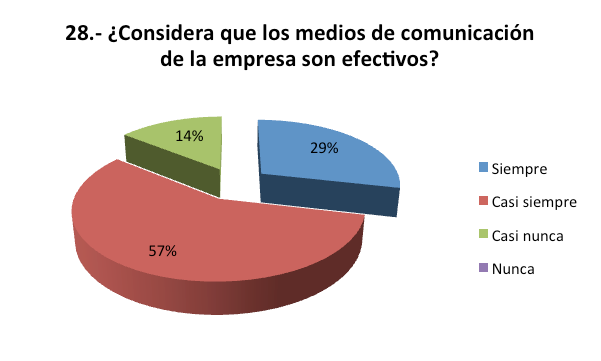 28.- ¿Considera que los medios de comunicación
de la empresa son efectivos?
14%
29%
57%
Siempre
Casi siempre
Casi nunca
Nunca